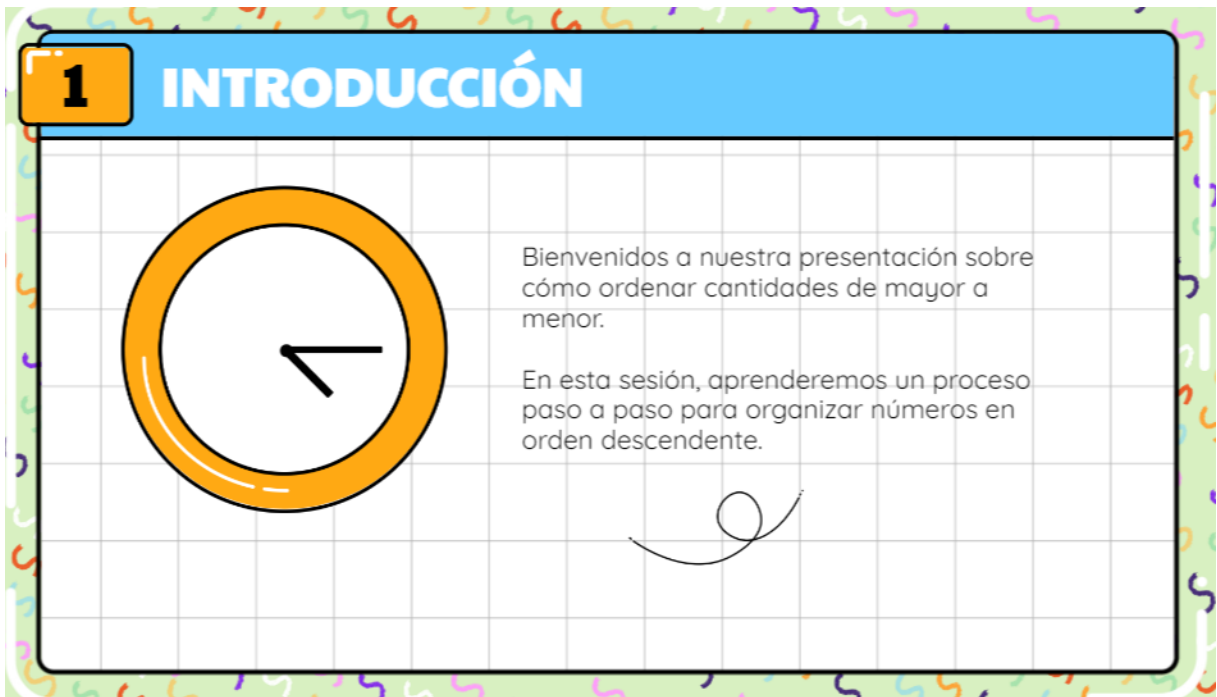 1
INTRODUCCIÓN
Bienvenidos a nuestra presentación sobre
cómo ordenar cantidades de mayor a
menor.
En esta sesión, aprenderemos un proceso
paso a paso para organizar números en
orden descendente.